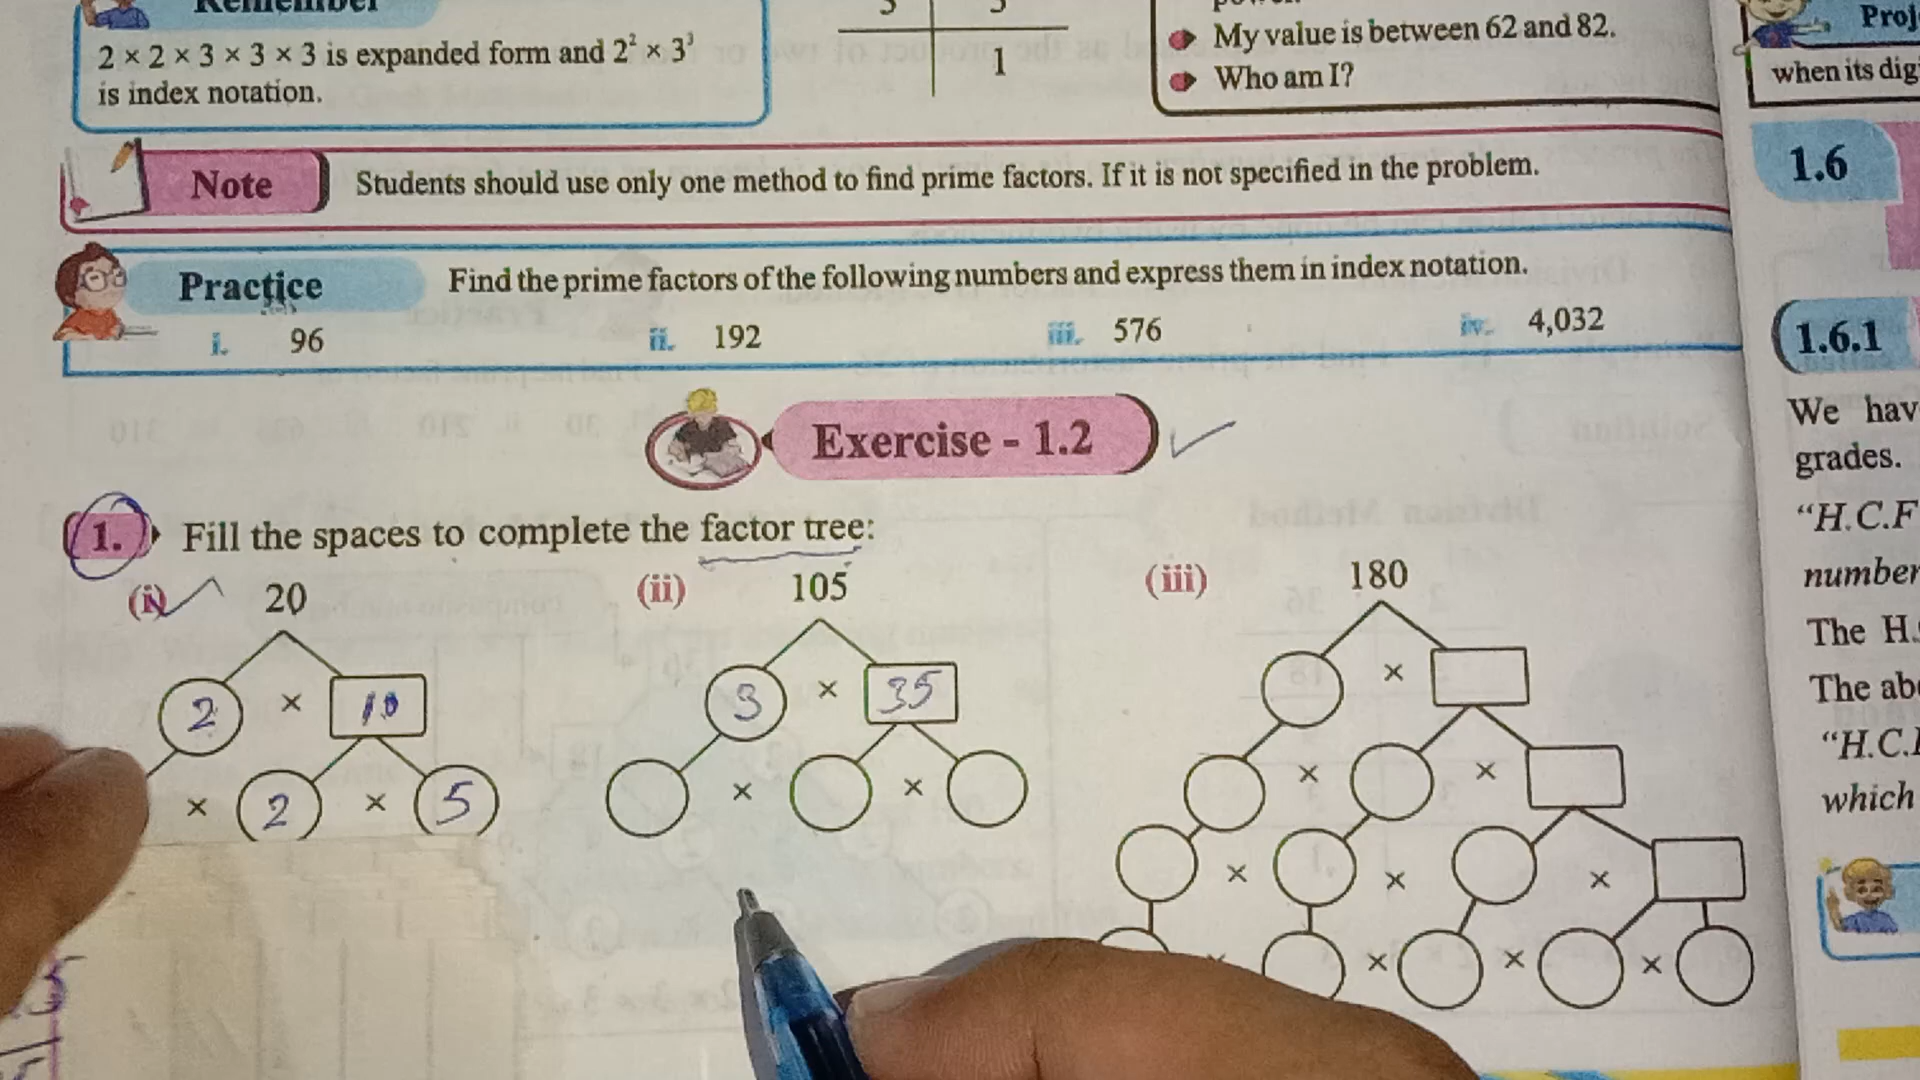 2 × 2 × 3 × 3 × 3 is expanded form and 2² × 3³
is index notation.
3
1
My value is between 62 and 82.
Who am I?
Proj
when its dig
Note Students should use only one method to find prime factors. If it is not specified in the problem.
1.6
Practice Find the prime factors of the following numbers and express them in index notation.
i. 96 ii. 192 iii. 576 iv. 4,032
1.6.1
Exercise - 1.2
We hav
grades.
"H.C.F
number
The H.
The ab
"H.C.
which
1. Fill the spaces to complete the factor tree:
(i) 20 (ii) 105 (iii) 180
2 × 10 3 × 35 ×
× 2 × 5 × × × ×
× × ×
× × × ×